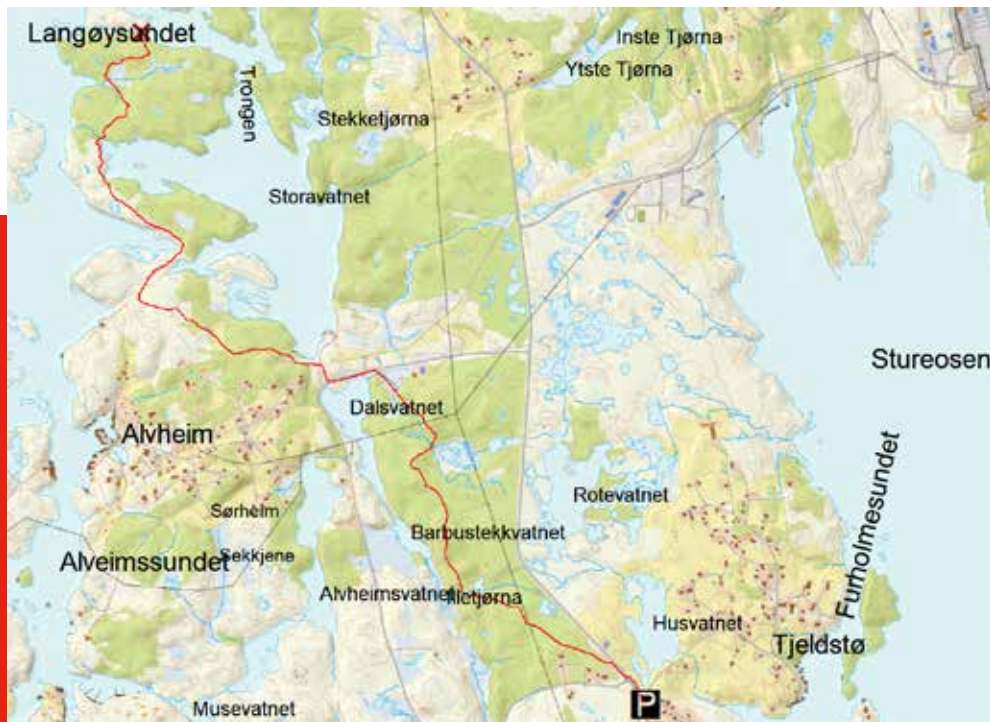 Langøysundet
Inste Tjørna
Ytste Tjørna
Trongen
Stekketjørna
Storavatnet
Stureosen
Dalsvatnet
Alvheim
Rotevatnet
Sørhelm
Barbustekkvatnet
Alveimssundet
Sekkjene
Furholmesundet
Alvheimsvatnet
Husvatnet
Tjeldstø
Musevatnet
P